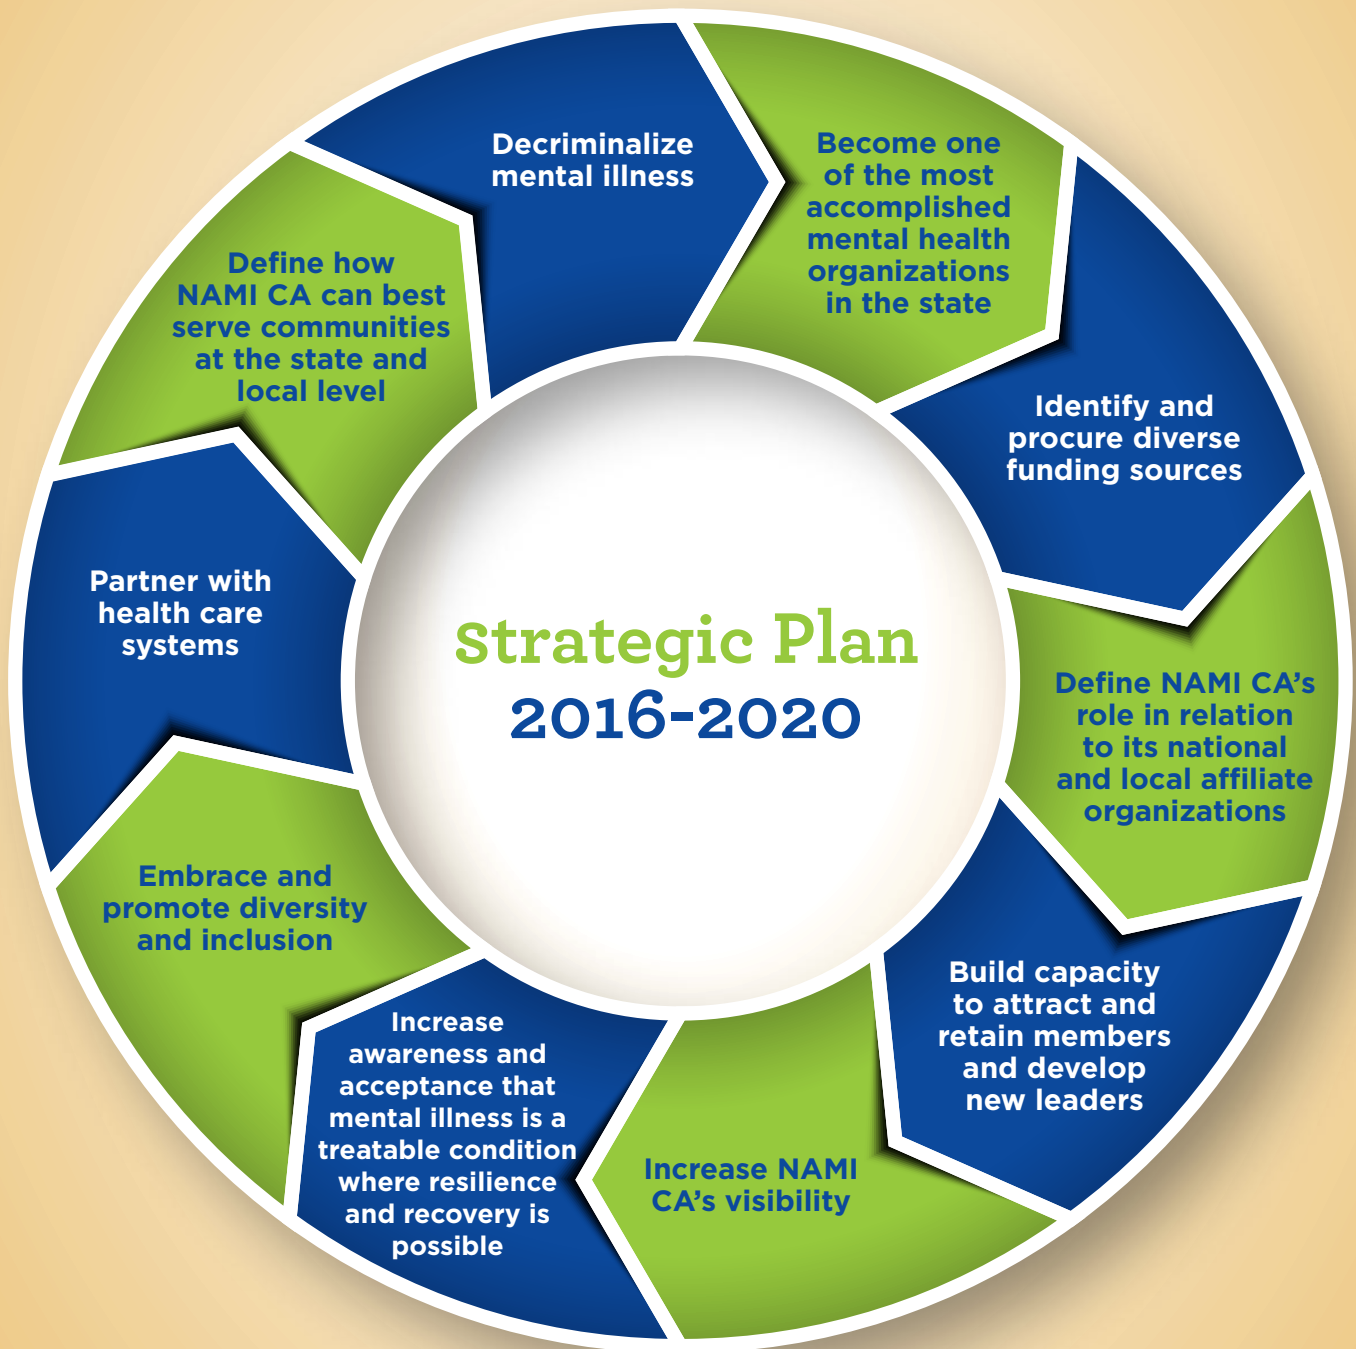 Decriminalize
mental illness
Become one
of the most
accomplished
mental health
organizations
in the state
Identify and
procure diverse
funding sources
Define NAMI CA’s
role in relation
to its national
and local affiliate
organizations
Build capacity
to attract and
retain members
and develop
new leaders
Increase NAMI
CA’s visibility
Increase
awareness and
acceptance that
mental illness is a
treatable condition
where resilience
and recovery is
possible
Embrace and
promote diversity
and inclusion
Partner with
health care
systems
Define how
NAMI CA can best
serve communities
at the state and
local level
Strategic Plan
2016-2020